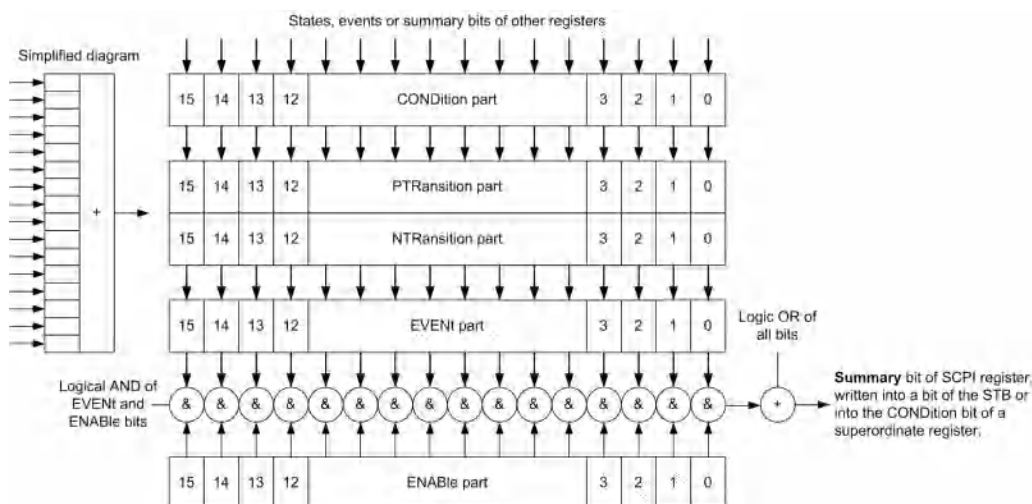 States, events or summary bits of other registers
Simplified diagram
15 14 13 12 CONDition part 3 2 1 0
15 14 13 12 PTRansition part 3 2 1 0
+
15 14 13 12 NTRansition part 3 2 1 0
15 14 13 12 EVENt part 3 2 1 0
Logic OR of
all bits
Logical AND of
EVENt and
ENABle bits
& & & & & & & & & & & & & & & &
+
Summary bit of SCPI register,
written into a bit of the STB or
into the CONDition bit of a
superordinate register.
15 14 13 12 ENABle part 3 2 1 0